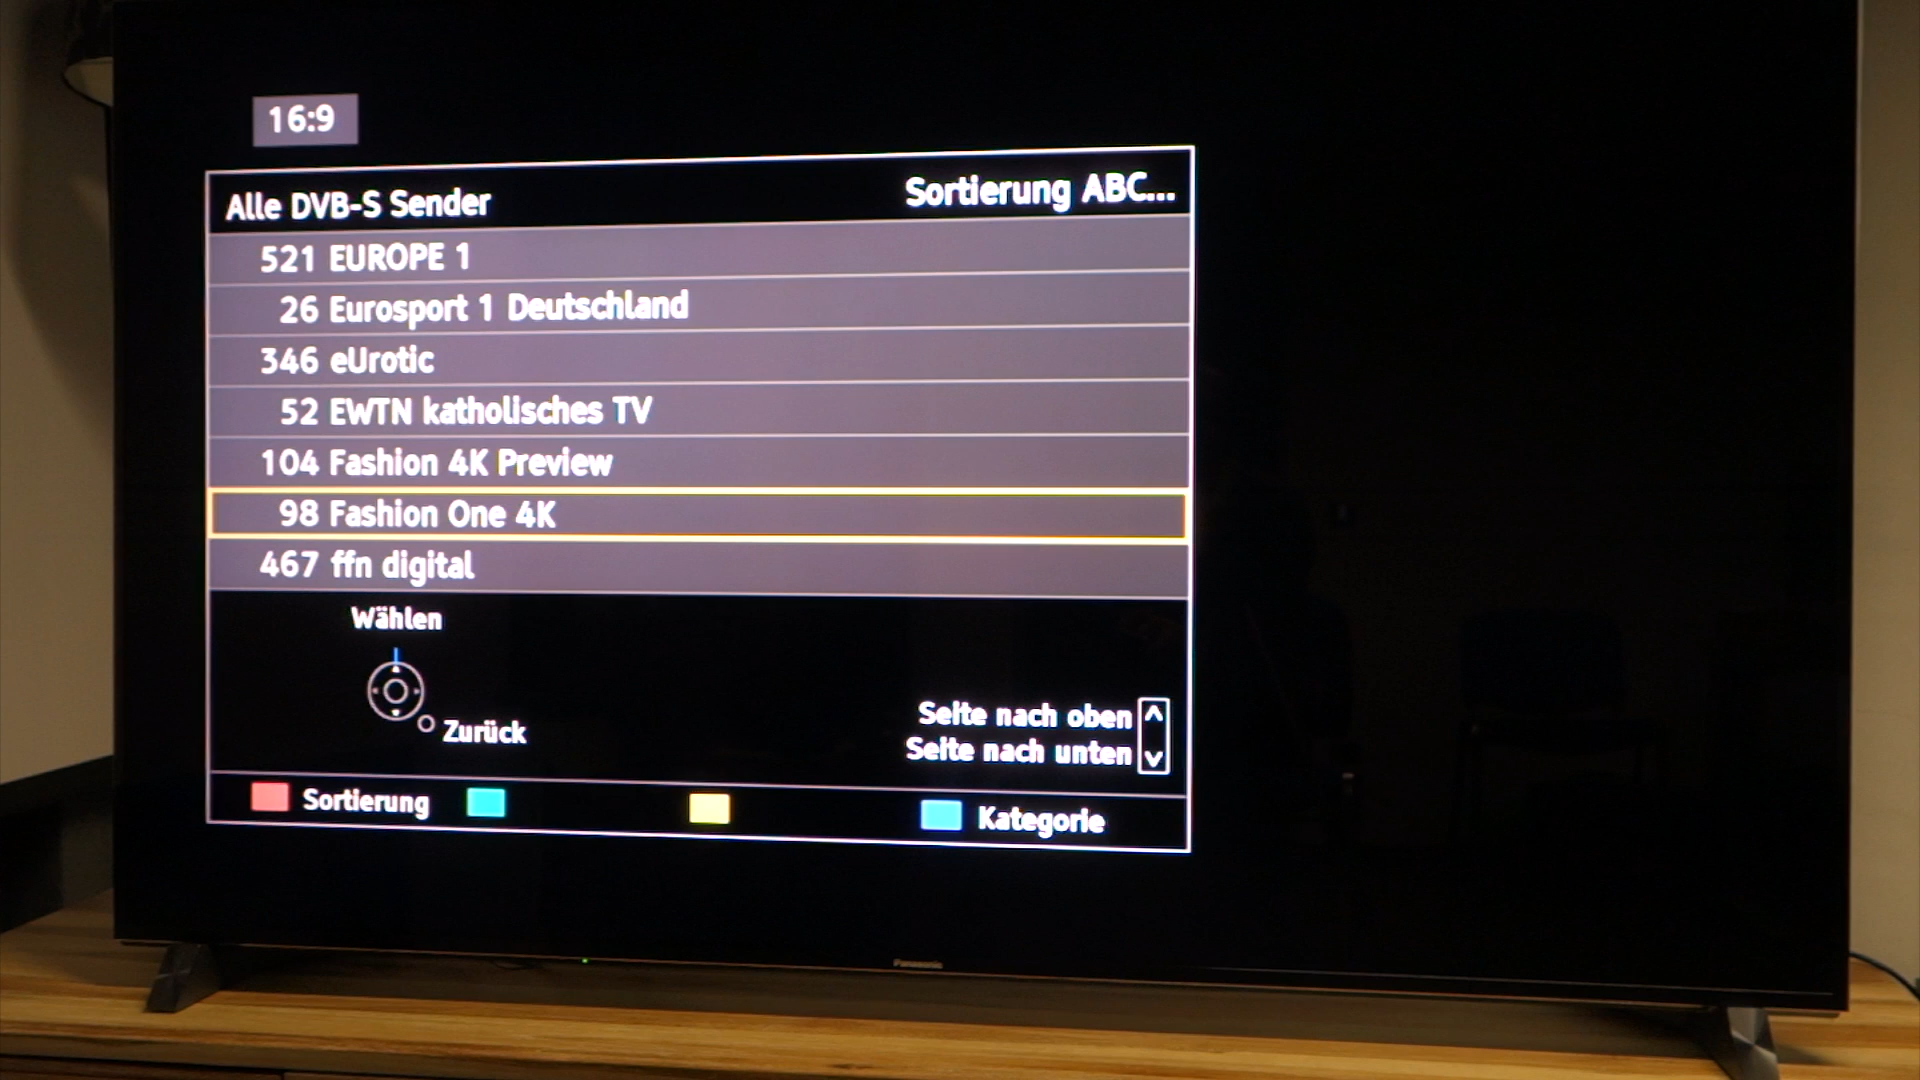 16:9
Alle DVB-S Sender Sortierung ABC...
521 EUROPE 1
26 Eurosport 1 Deutschland
346 eUrotic
52 EWTN katholisches TV
104 Fashion 4K Preview
98 Fashion One 4K
467 ffn digital
Wählen
Zurück
Seite nach oben
Seite nach unten
Sortierung Kategorie
Panasonic